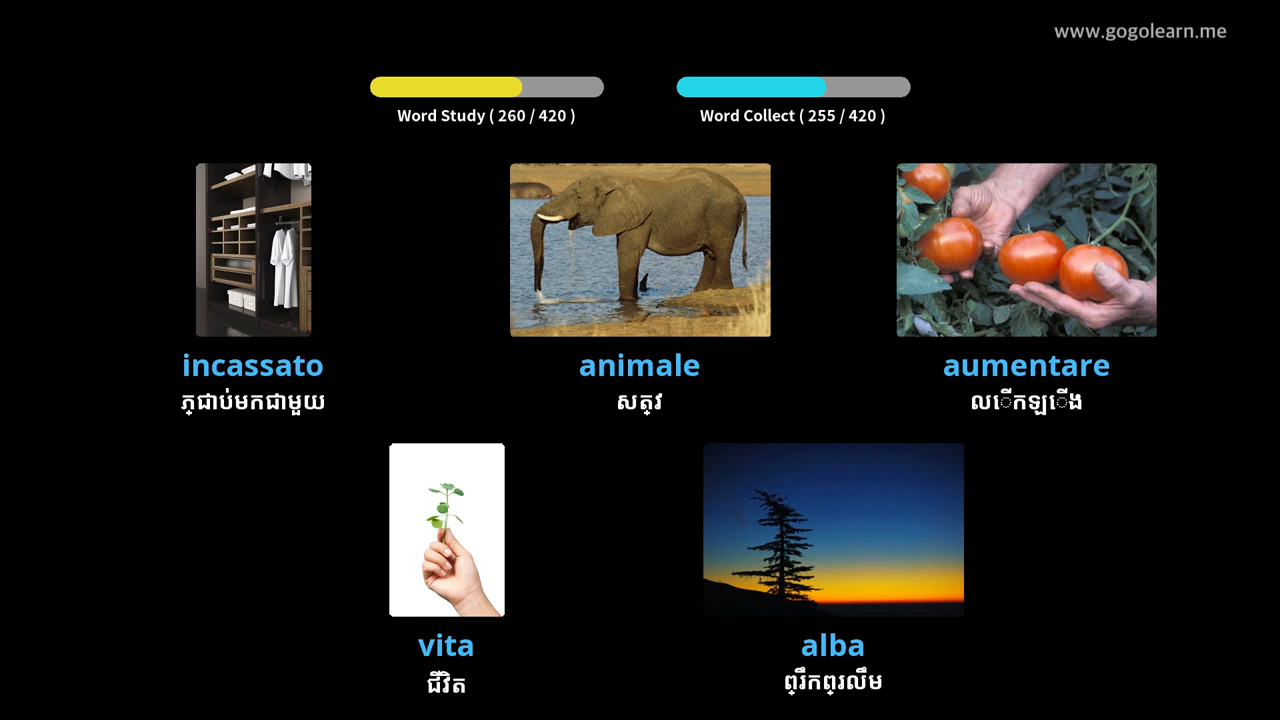 www.gogolearn.me
Word Study ( 260 / 420 )
Word Collect ( 255 / 420 )
incassato
ភ្ជាប់មកជាមួយ
animale
សត្វ
aumentare
លើកឡើង
vita
ជីវិត
alba
ព្រឹកព្រលឹម